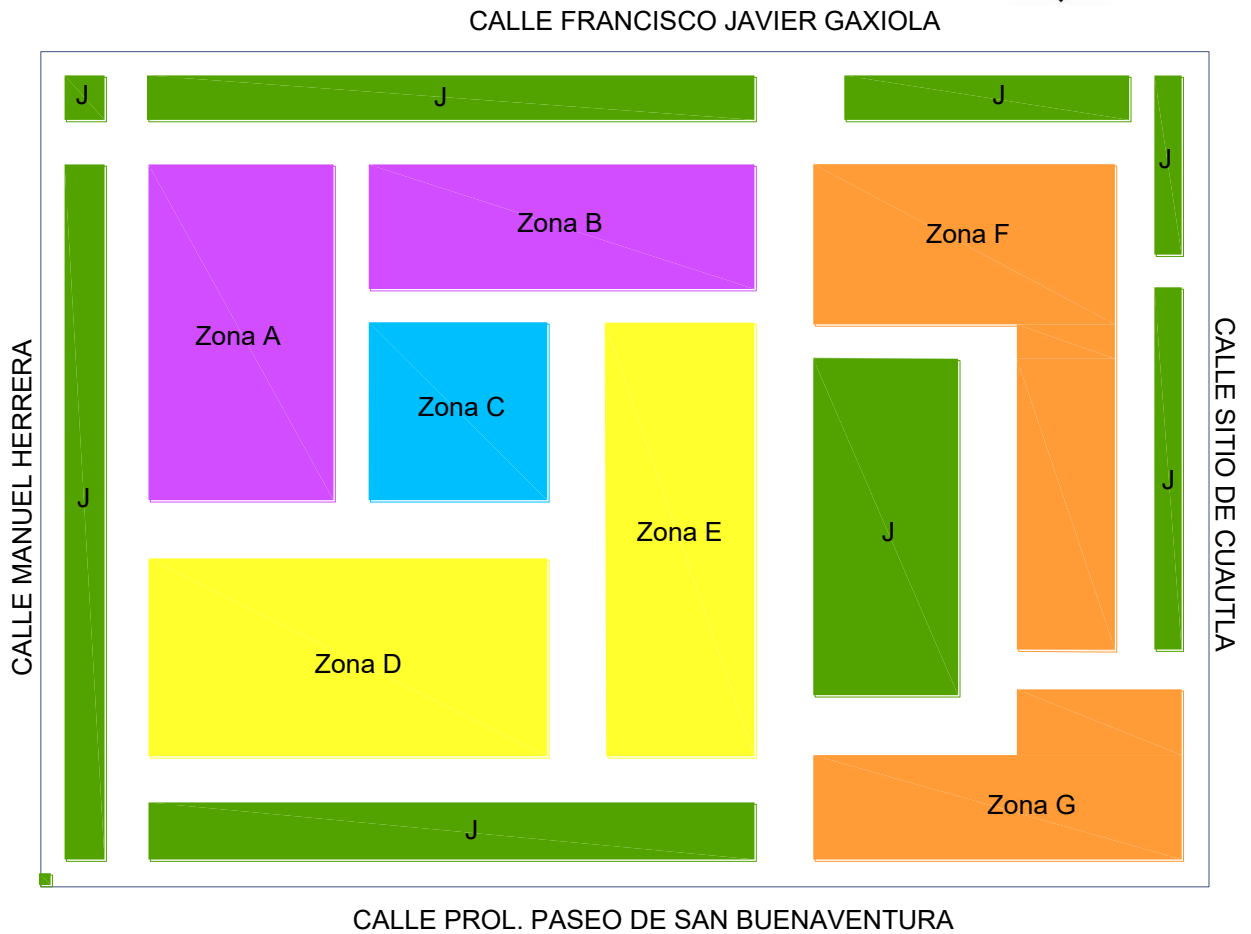 CALLE FRANCISCO JAVIER GAXIOLA
J
J
J
J
Zona B
Zona F
Zona A
CALLE MANUEL HERRERA
CALLE SITIO DE CUAUTLA
Zona C
J
J
Zona E
J
Zona D
Zona G
J
CALLE PROL. PASEO DE SAN BUENAVENTURA